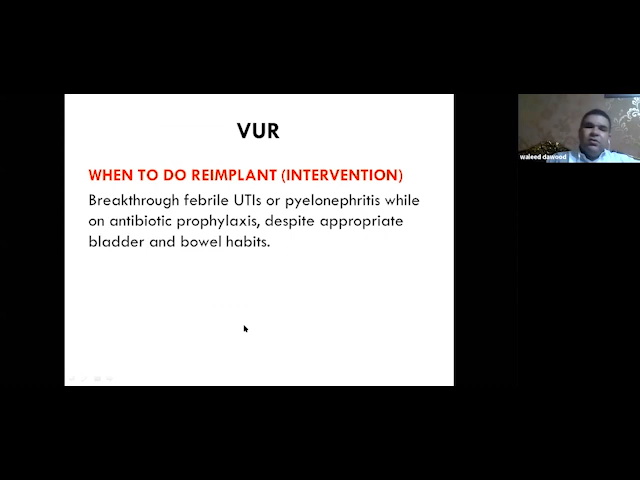 VUR
WHEN TO DO REIMPLANT (INTERVENTION)
Breakthrough febrile UTIs or pyelonephritis while
on antibiotic prophylaxis, despite appropriate
bladder and bowel habits.
waleed dawood